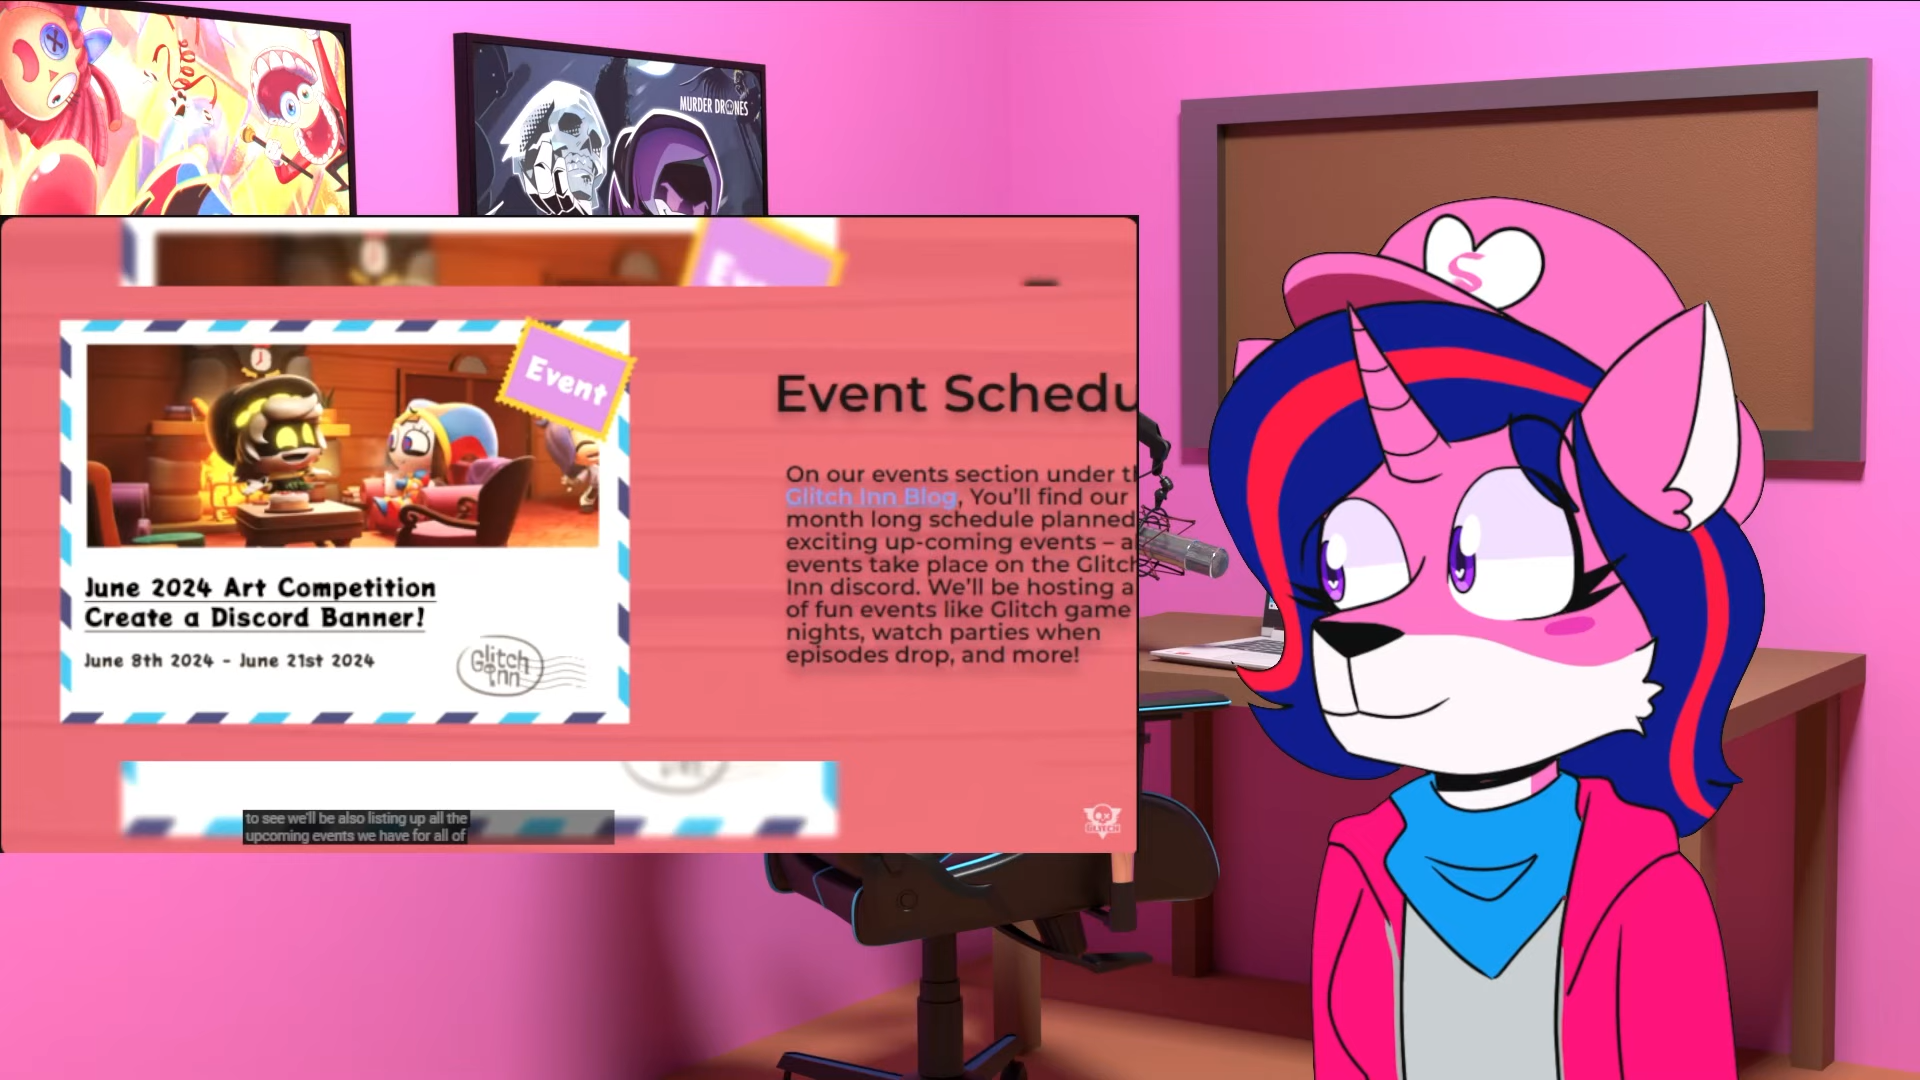 MURDER DRONES
S
Event
June 2024 Art Competition
Create a Discord Banner!
June 8th 2024 - June 21st 2024
Glitch
Inn
Event Schedu
On our events section under th
Glitch Inn Blog, You'll find our
month long schedule planned
exciting up-coming events – a
events take place on the Glitch
Inn discord. We'll be hosting a
of fun events like Glitch game
nights, watch parties when
episodes drop, and more!
to see we'll be also listing up all the
upcoming events we have for all of
GLITCH